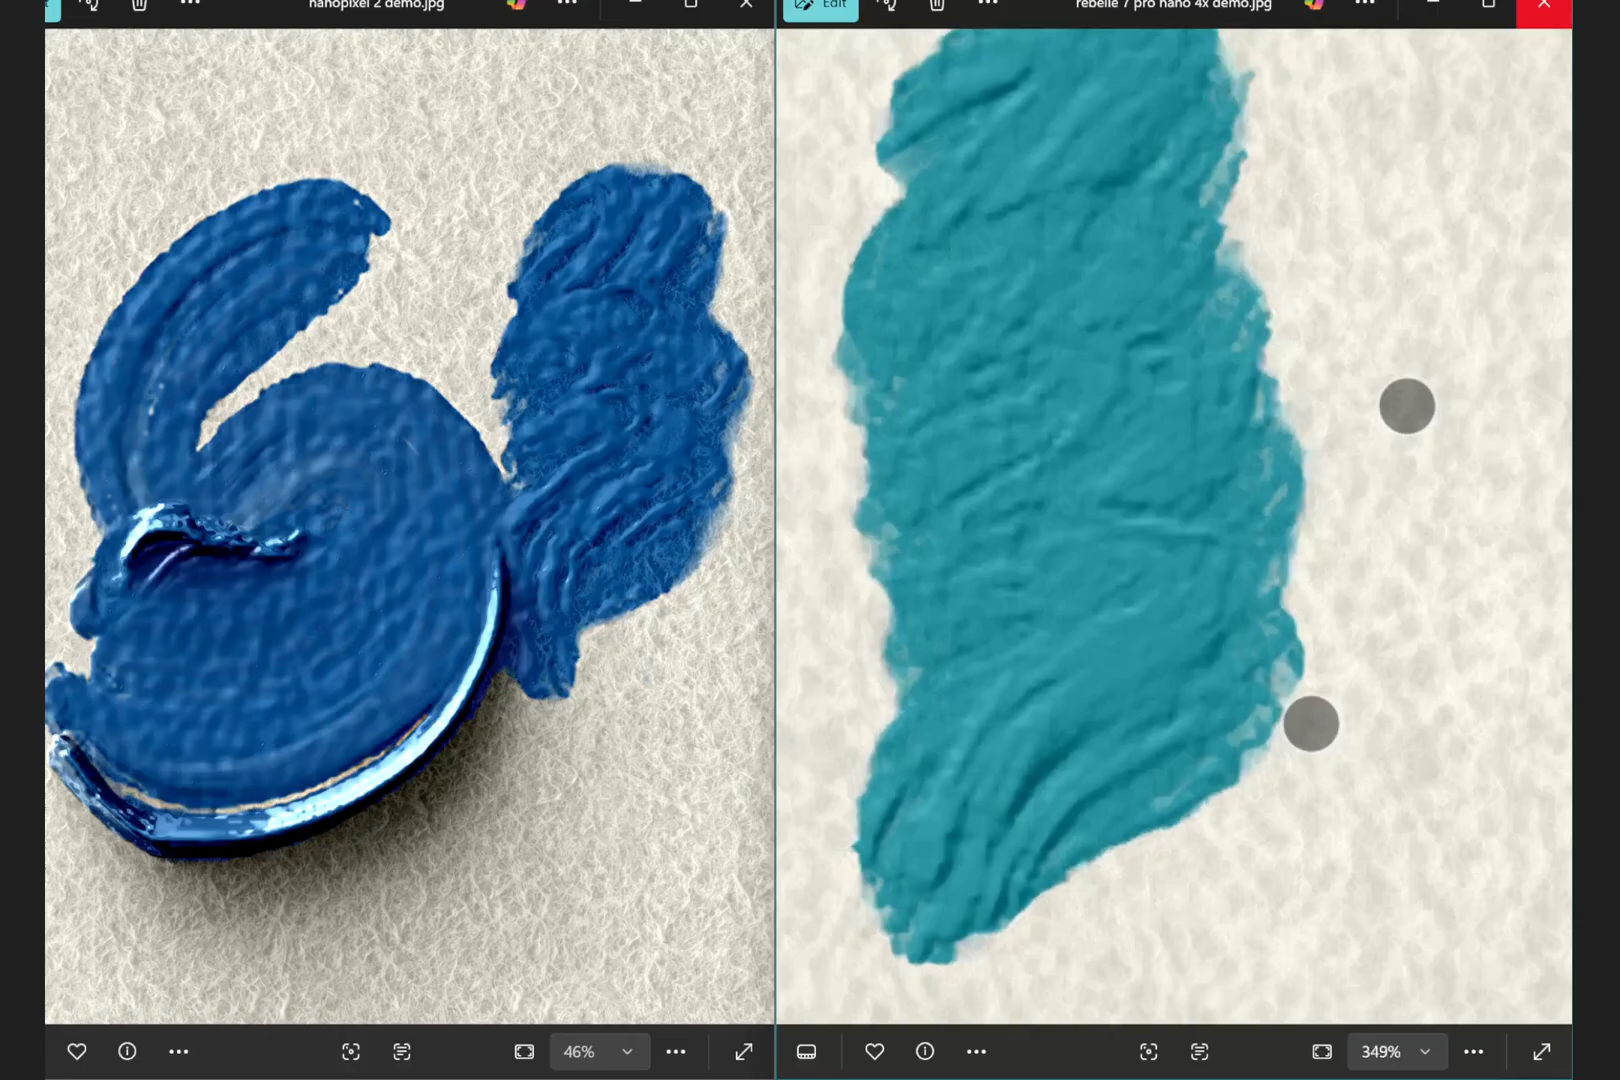 nanopixel 2 demo.jpg
Edit
rebelle 7 pro nano 4x demo.jpg
46%
349%